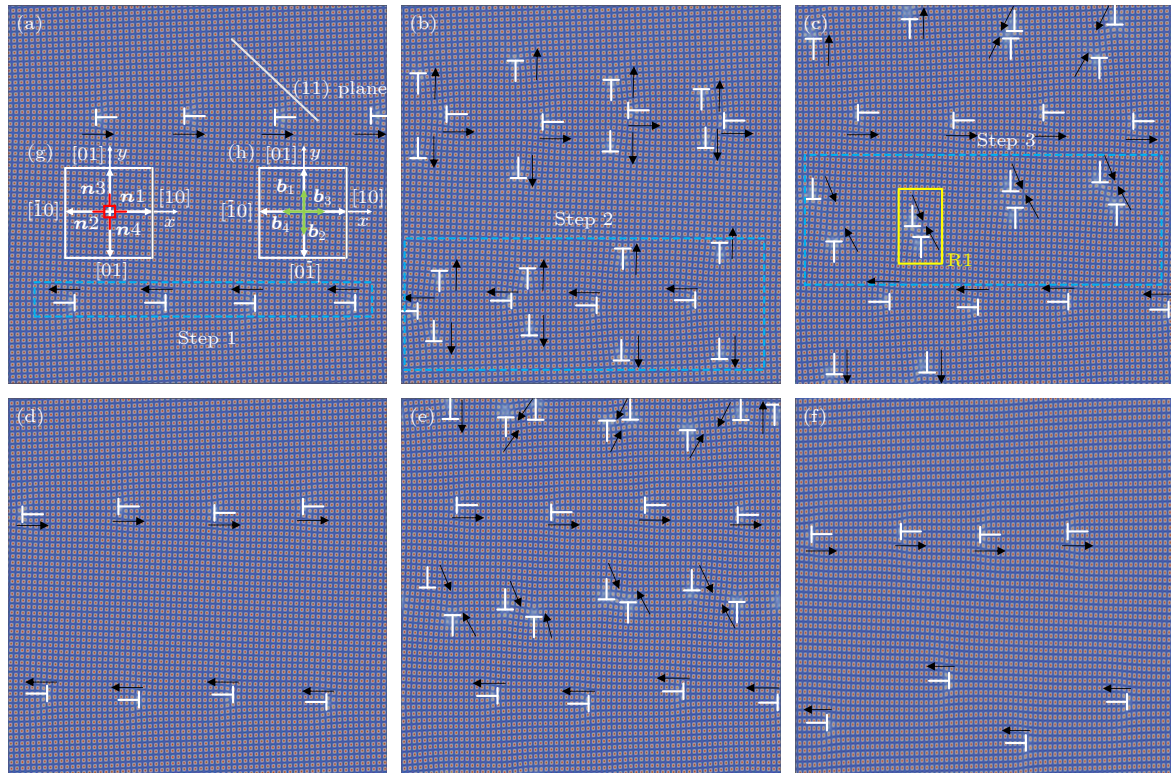 (a)
(11) plane
(g)
[01]
y
n3
n1
[10]
[1̄0]
n2
n4
x
[01]
(h)
[01]
y
b1
b3
[10]
[1̄0]
b4
b2
x
[01̄]
Step 1
(b)
Step 2
(c)
Step 3
R1
(d)
(e)
(f)